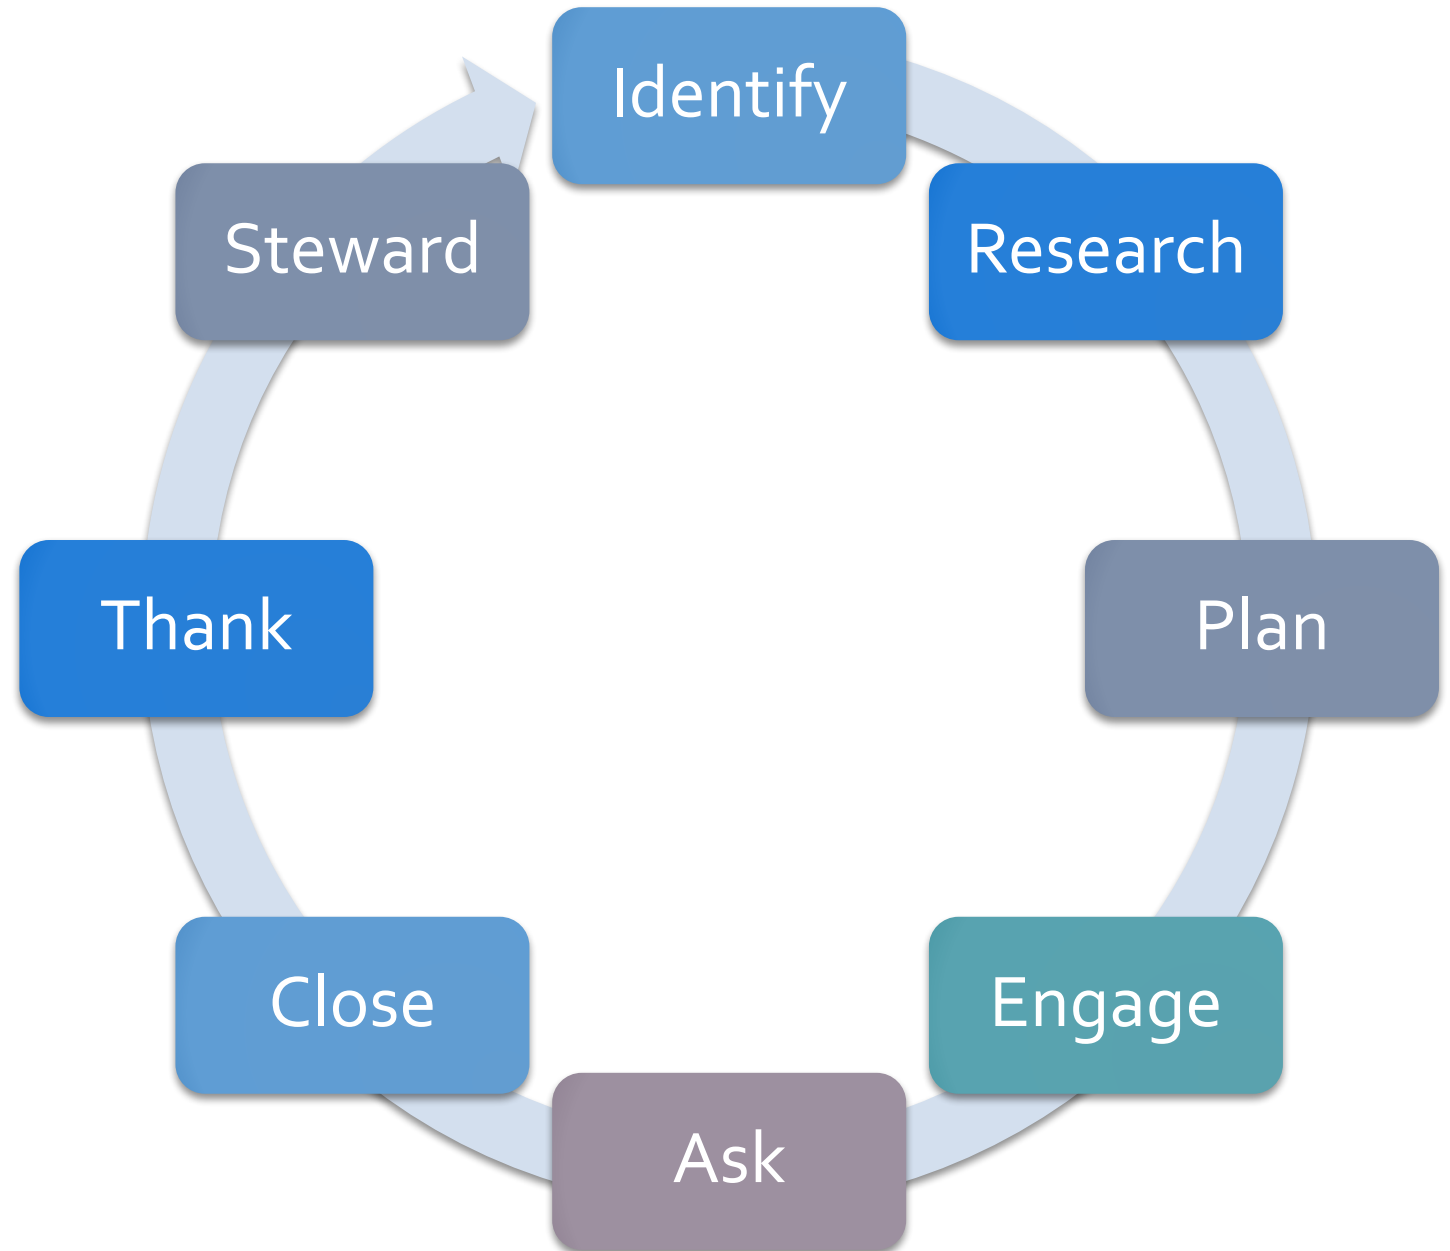 Identify
Research
Plan
Engage
Ask
Close
Thank
Steward